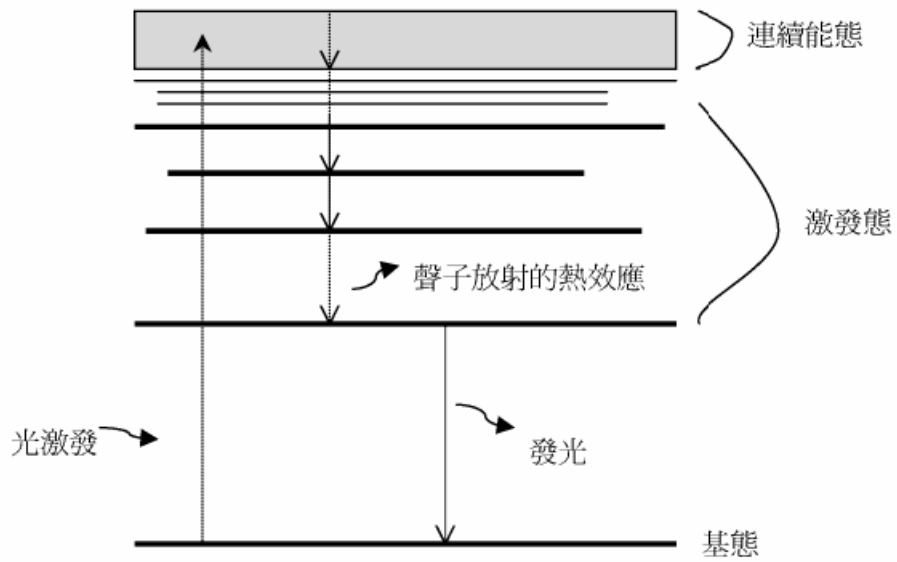 連續能態
激發態
聲子放射的熱效應
光激發
發光
基態